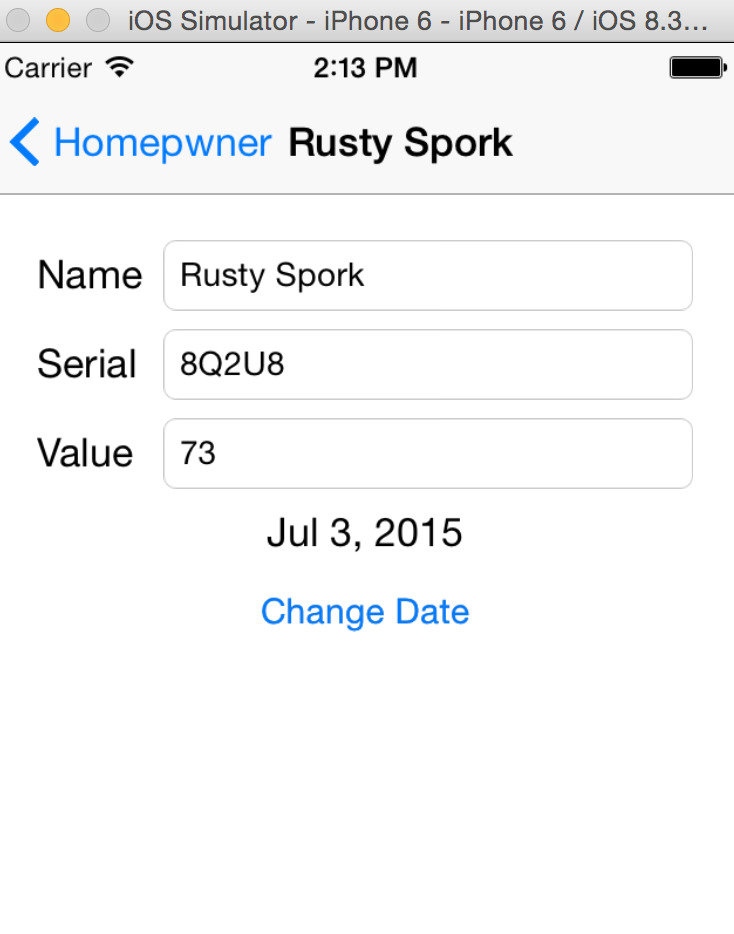 iOS Simulator - iPhone 6 - iPhone 6 / iOS 8.3...
Carrier 2:13 PM
Homepwner Rusty Spork
Name Rusty Spork
Serial 8Q2U8
Value 73
Jul 3, 2015
Change Date